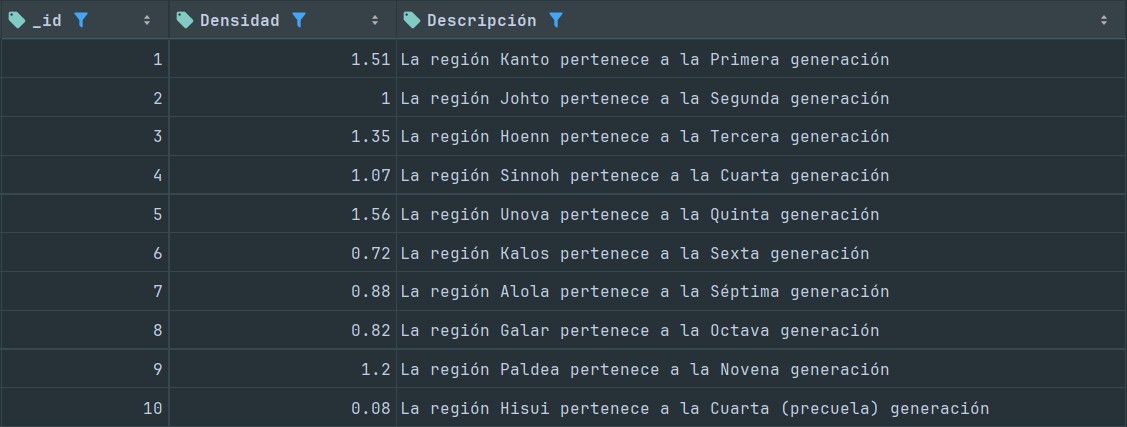 _id Densidad Descripción
1 1.51 La región Kanto pertenece a la Primera generación
2 1 La región Johto pertenece a la Segunda generación
3 1.35 La región Hoenn pertenece a la Tercera generación
4 1.07 La región Sinnoh pertenece a la Cuarta generación
5 1.56 La región Unova pertenece a la Quinta generación
6 0.72 La región Kalos pertenece a la Sexta generación
7 0.88 La región Alola pertenece a la Séptima generación
8 0.82 La región Galar pertenece a la Octava generación
9 1.2 La región Paldea pertenece a la Novena generación
10 0.08 La región Hisui pertenece a la Cuarta (precuela) generación